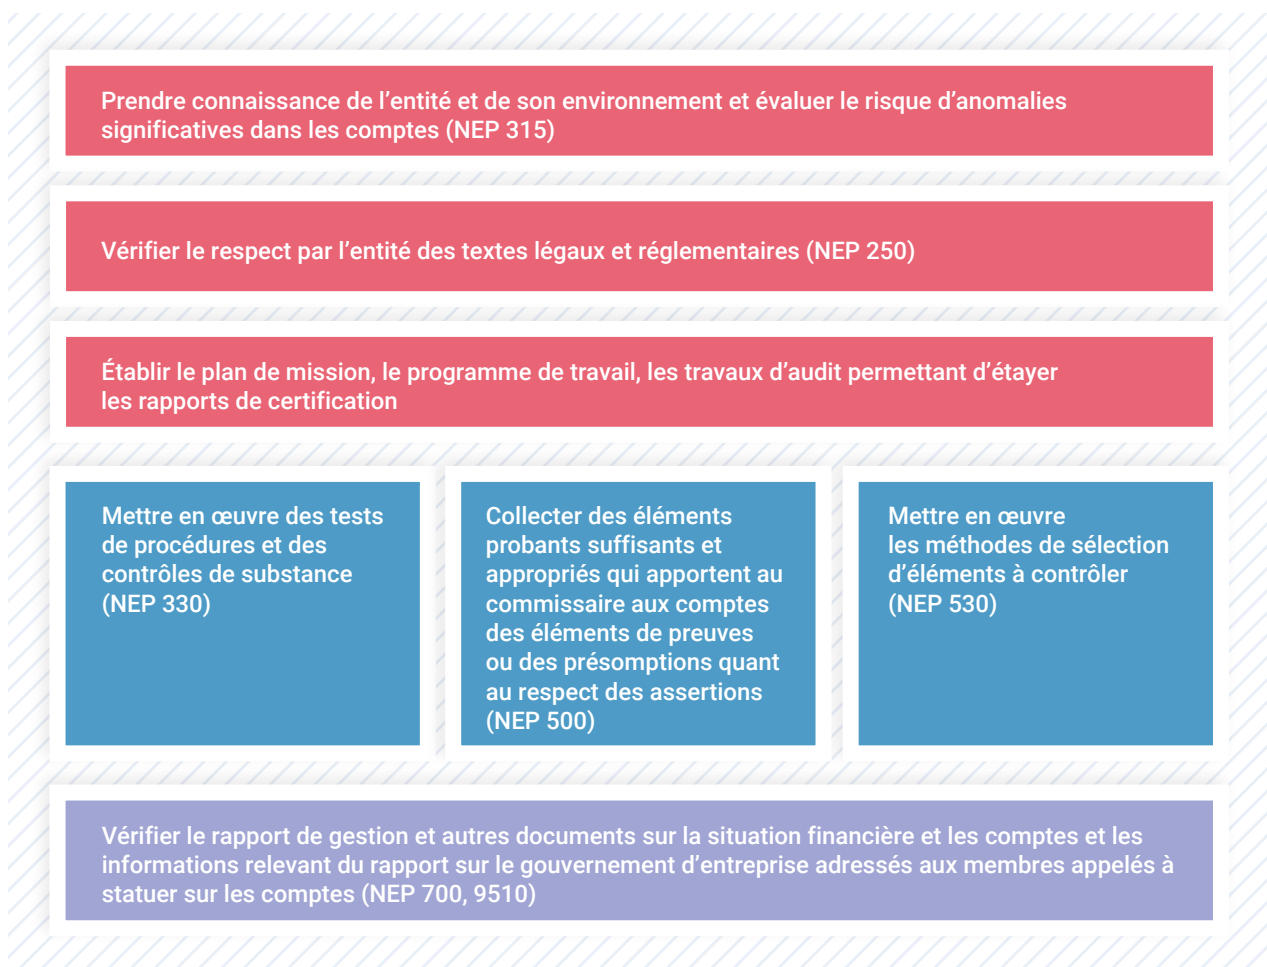 Prendre connaissance de l’entité et de son environnement et évaluer le risque d’anomalies
significatives dans les comptes (NEP 315)
Vérifier le respect par l’entité des textes légaux et réglementaires (NEP 250)
Établir le plan de mission, le programme de travail, les travaux d’audit permettant d’étayer
les rapports de certification
Mettre en œuvre des tests
de procédures et des
contrôles de substance
(NEP 330)
Collecter des éléments
probants suffisants et
appropriés qui apportent au
commissaire aux comptes
des éléments de preuves
ou des présomptions quant
au respect des assertions
(NEP 500)
Mettre en œuvre
les méthodes de sélection
d’éléments à contrôler
(NEP 530)
Vérifier le rapport de gestion et autres documents sur la situation financière et les comptes et les
informations relevant du rapport sur le gouvernement d’entreprise adressés aux membres appelés à
statuer sur les comptes (NEP 700, 9510)